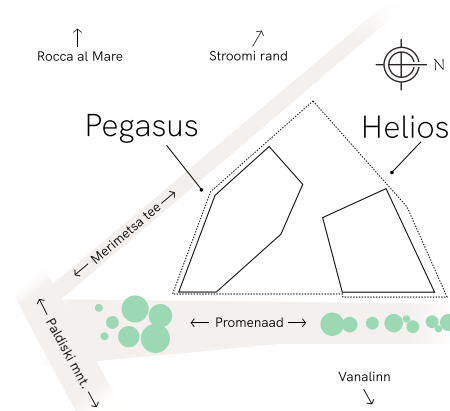 Rocca al Mare
Stroomi rand
N
Pegasus
Helios
Merimetsa tee
Promenaad
Paldiski mnt.
Vanalinn